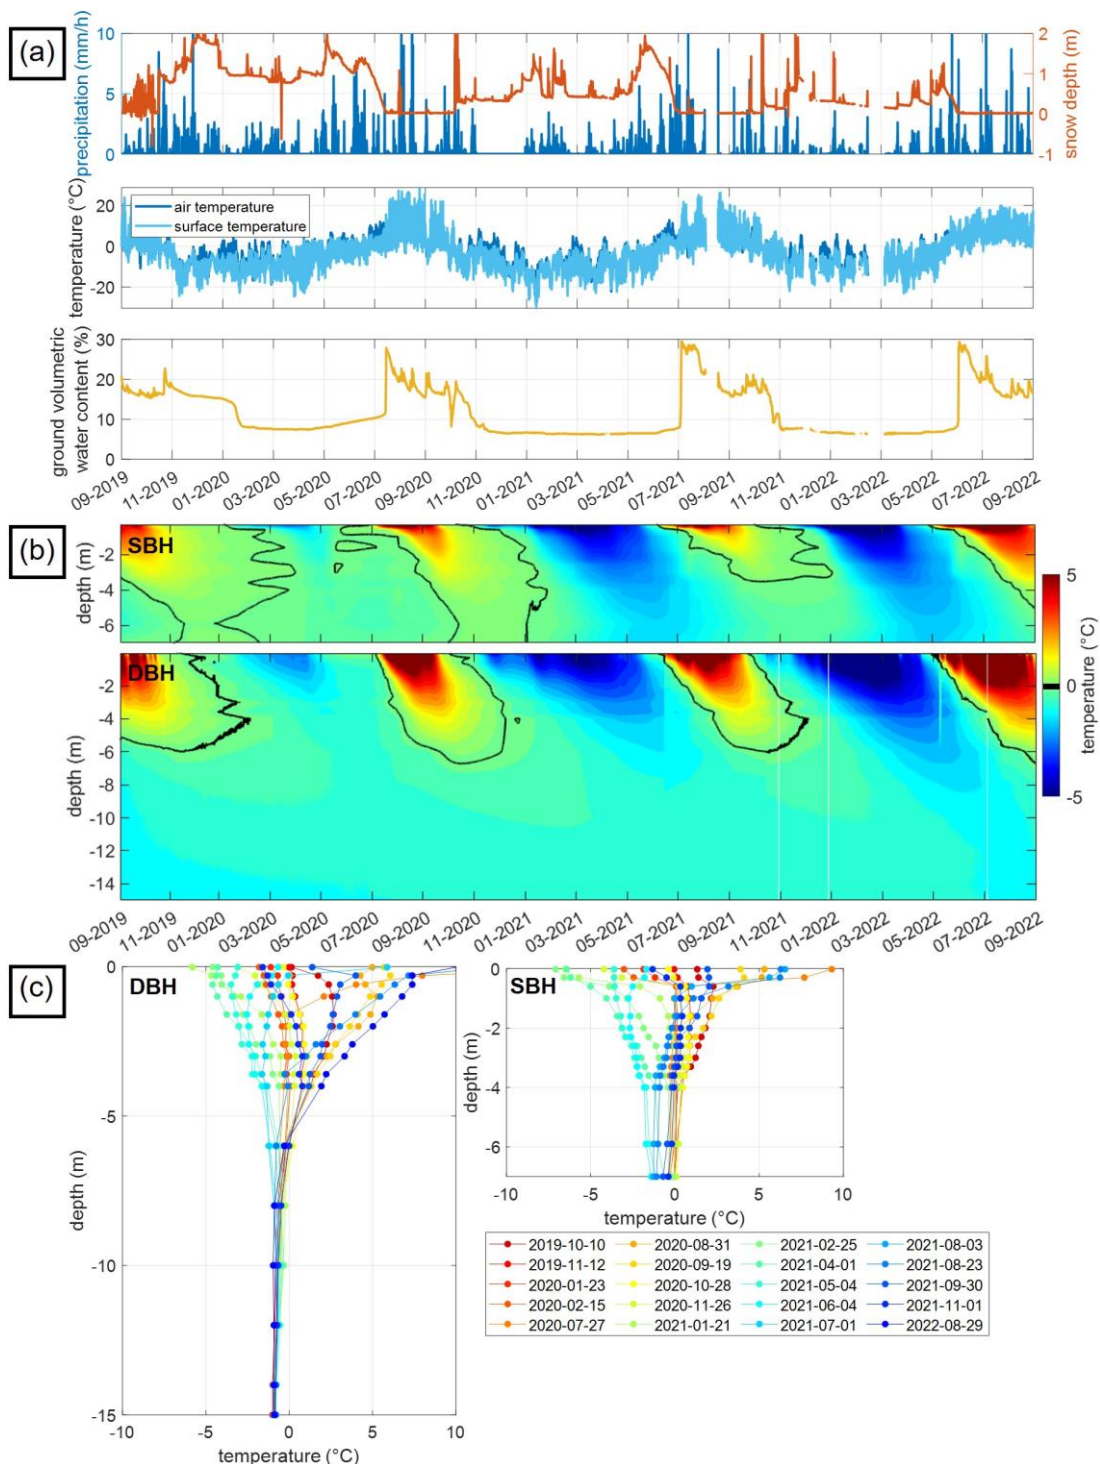 (a)
precipitation (mm/h)
10
5
0
2
1
0
-1
snow depth (m)
temperature (°C)
20
0
-20
air temperature
surface temperature
ground volumetric
water content (%)
30
20
10
0
09-2019
11-2019
01-2020
03-2020
05-2020
07-2020
09-2020
11-2020
01-2021
03-2021
05-2021
07-2021
09-2021
11-2021
01-2022
03-2022
05-2022
07-2022
09-2022
(b)
SBH
depth (m)
-2
-4
-6
DBH
depth (m)
-2
-4
-6
-8
-10
-12
-14
5
0
-5
temperature (°C)
09-2019
11-2019
01-2020
03-2020
05-2020
07-2020
09-2020
11-2020
01-2021
03-2021
05-2021
07-2021
09-2021
11-2021
01-2022
03-2022
05-2022
07-2022
09-2022
(c)
DBH
depth (m)
0
-5
-10
-15
-10 -5 0 5 10
temperature (°C)
SBH
depth (m)
0
-2
-4
-6
-10 -5 0 5 10
temperature (°C)
2019-10-10 2020-08-31 2021-02-25 2021-08-03
2019-11-12 2020-09-19 2021-04-01 2021-08-23
2020-01-23 2020-10-28 2021-05-04 2021-09-30
2020-02-15 2020-11-26 2021-06-04 2021-11-01
2020-07-27 2021-01-21 2021-07-01 2022-08-29